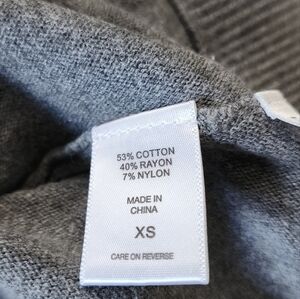 53% COTTON
40% RAYON
7% NYLON
MADE IN
CHINA
XS
CARE ON REVERSE